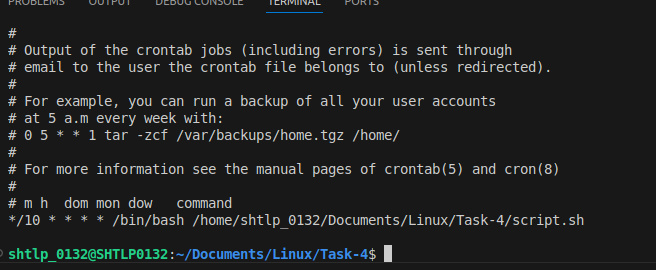 PROBLEMS OUTPUT DEBUG CONSOLE TERMINAL PORTS
#
# Output of the crontab jobs (including errors) is sent through
# email to the user the crontab file belongs to (unless redirected).
#
# For example, you can run a backup of all your user accounts
# at 5 a.m every week with:
# 0 5 * * 1 tar -zcf /var/backups/home.tgz /home/
#
# For more information see the manual pages of crontab(5) and cron(8)
#
# m h  dom mon dow   command
*/10 * * * * /bin/bash /home/shtlp_0132/Documents/Linux/Task-4/script.sh
shtlp_0132@SHTLP0132:~/Documents/Linux/Task-4$